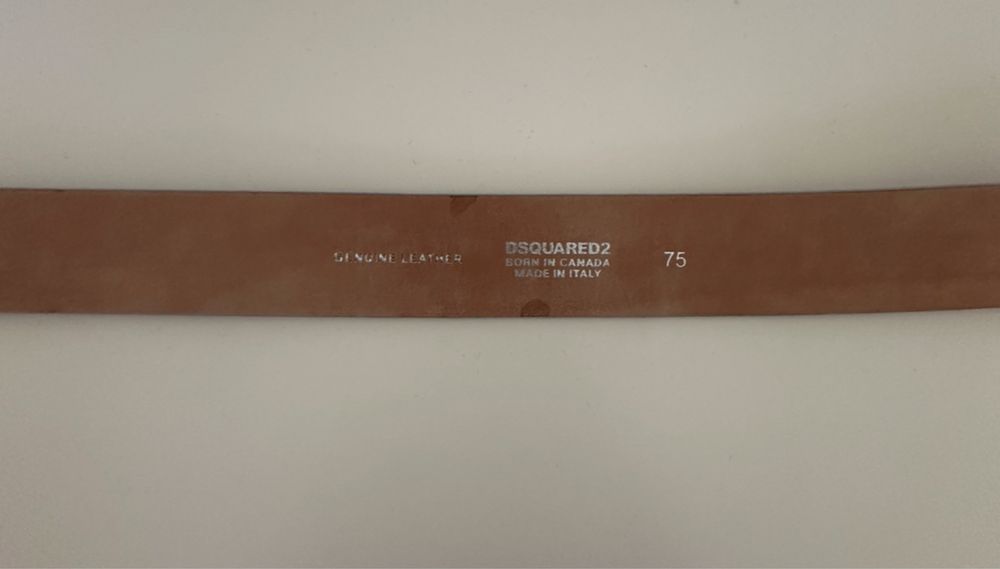 GENUINE LEATHER
DSQUARED2
BORN IN CANADA
MADE IN ITALY
75